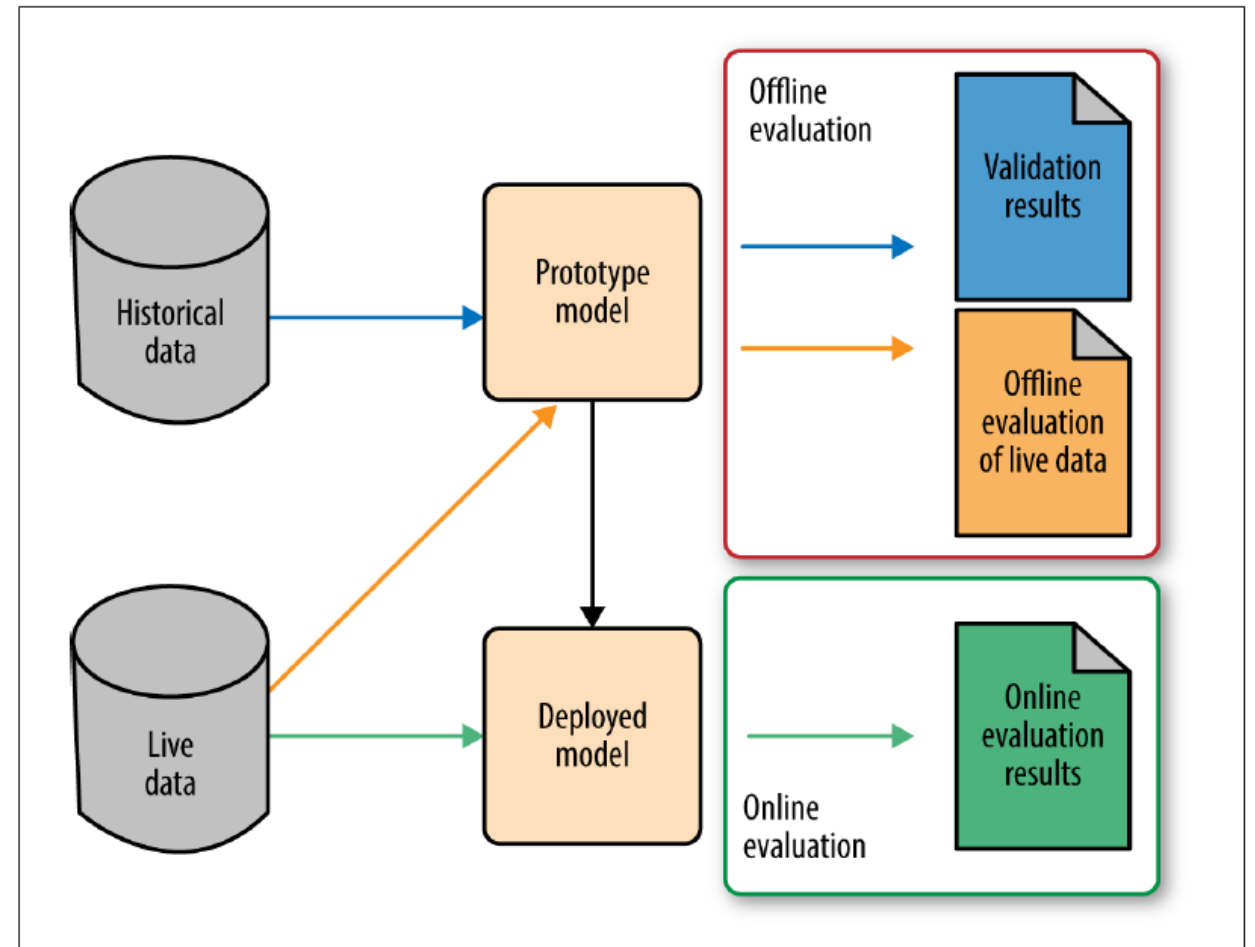 Offline
evaluation
Validation
results
Historical
data
Prototype
model
Offline
evaluation
of live data
Live
data
Deployed
model
Online
evaluation
results
Online
evaluation